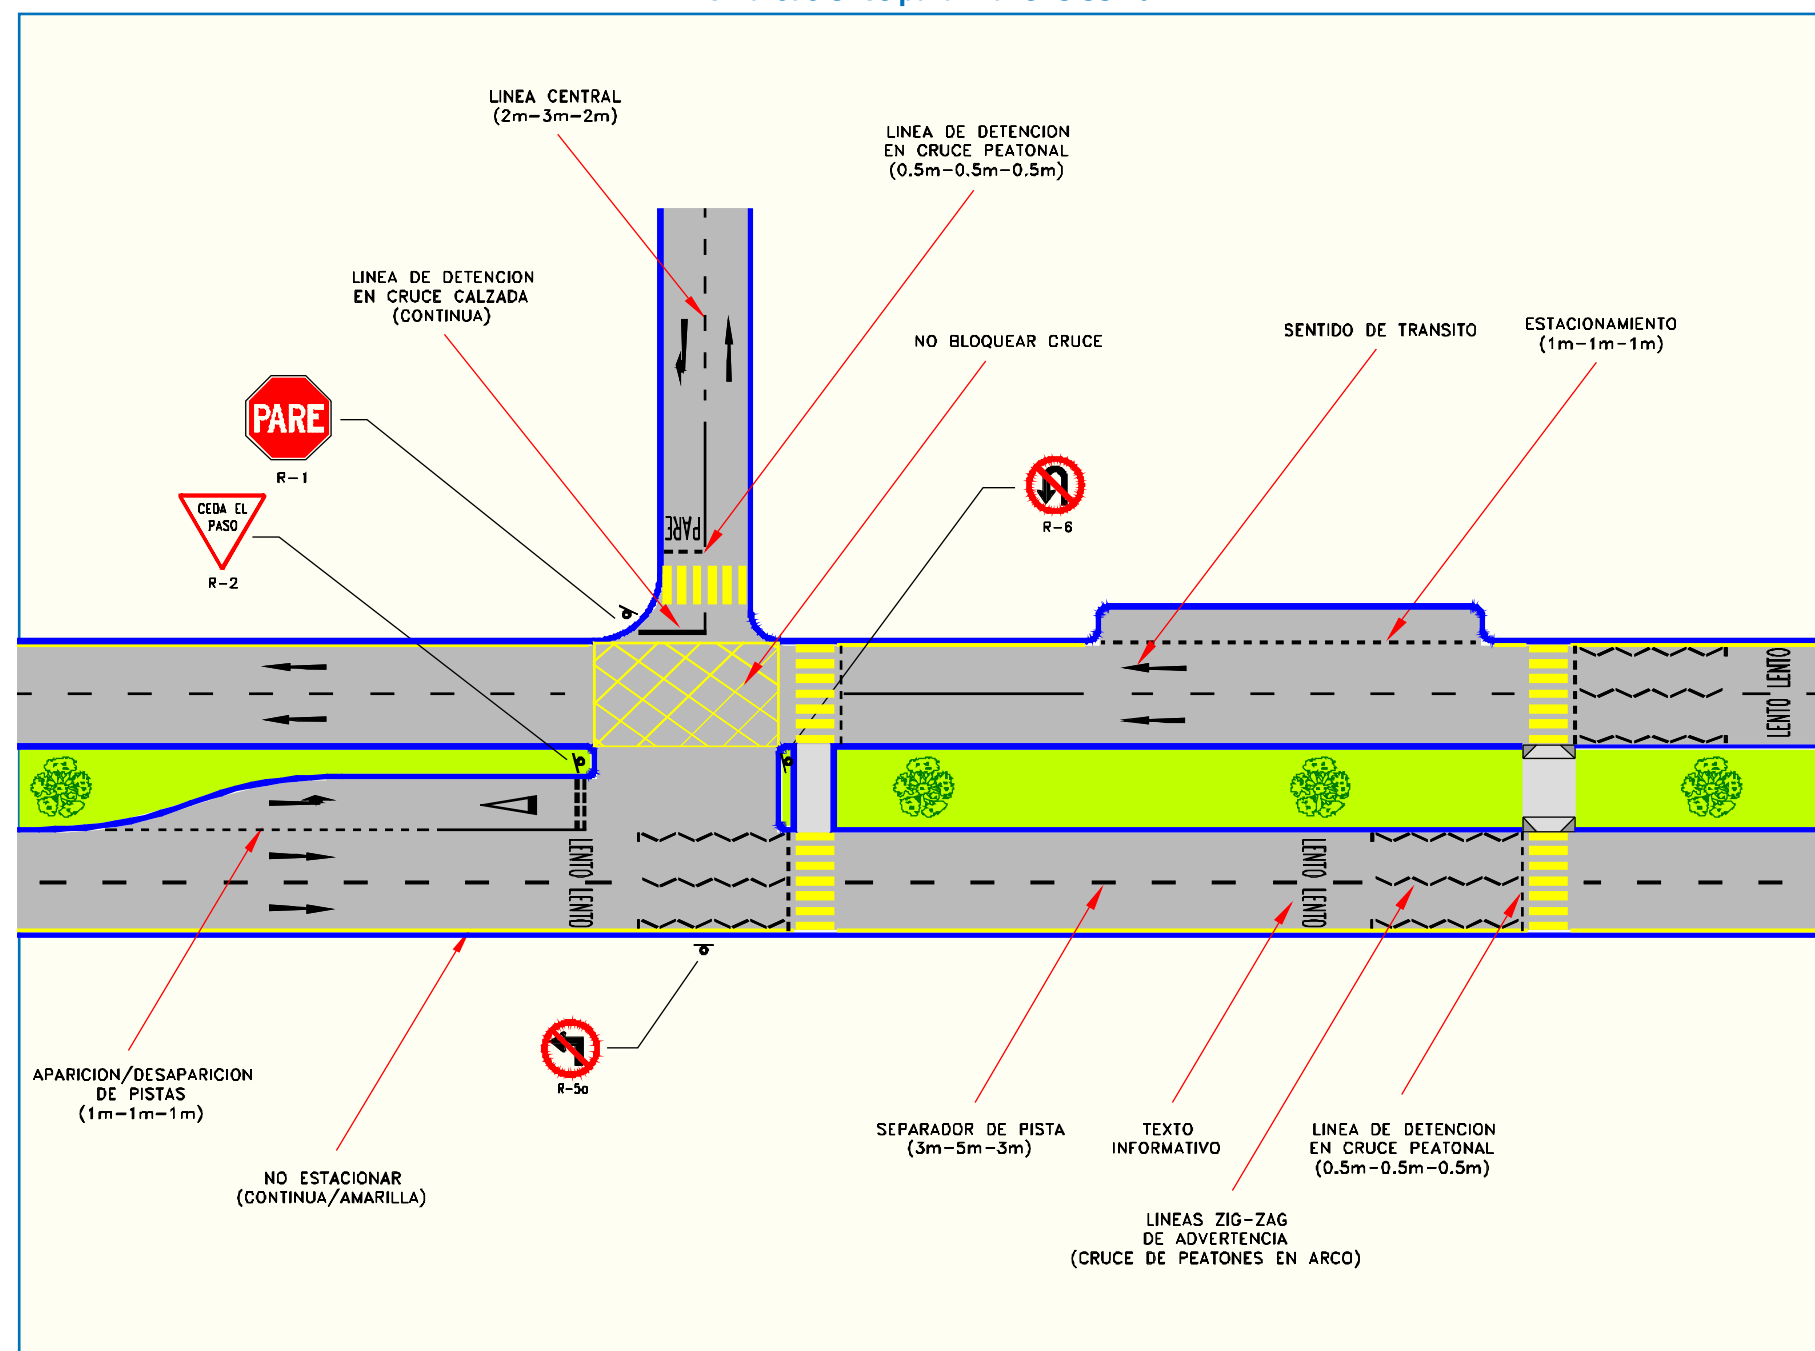 LINEA CENTRAL
(2m-3m-2m)
LINEA DE DETENCION
EN CRUCE PEATONAL
(0.5m-0.5m-0.5m)
LINEA DE DETENCION
EN CRUCE CALZADA
(CONTINUA)
NO BLOQUEAR CRUCE
SENTIDO DE TRANSITO
ESTACIONAMIENTO
(1m-1m-1m)
PARE
R-1
CEDA EL
PASO
R-2
R-6
PARE
LENTO LENTO
LENTO LENTO
LENTO LENTO
R-5a
APARICION/DESAPARICION
DE PISTAS
(1m-1m-1m)
NO ESTACIONAR
(CONTINUA/AMARILLA)
SEPARADOR DE PISTA
(3m-5m-3m)
TEXTO
INFORMATIVO
LINEA DE DETENCION
EN CRUCE PEATONAL
(0.5m-0.5m-0.5m)
LINEAS ZIG-ZAG
DE ADVERTENCIA
(CRUCE DE PEATONES EN ARCO)